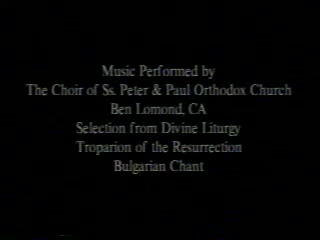 Music Performed by
The Choir of Ss. Peter & Paul Orthodox Church
Ben Lomond, CA
Selection from Divine Liturgy
Troparion of the Resurrection
Bulgarian Chant